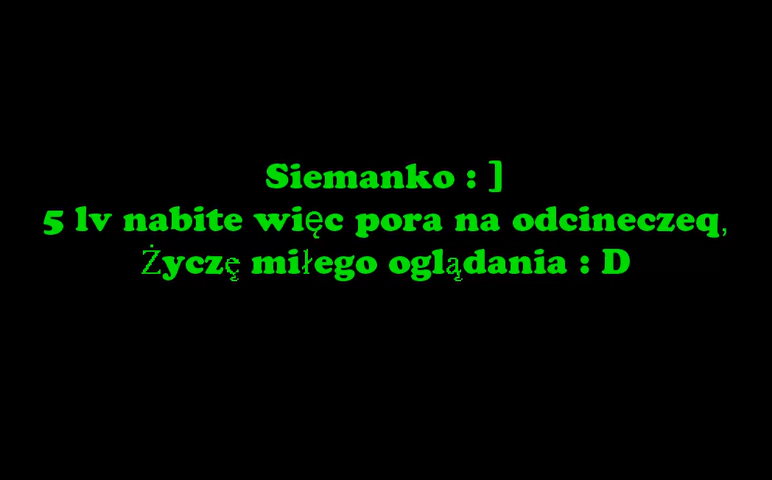 Siemanko : ]
5 lv nabite więc pora na odcineczeq,
Życzę miłego oglądania : D